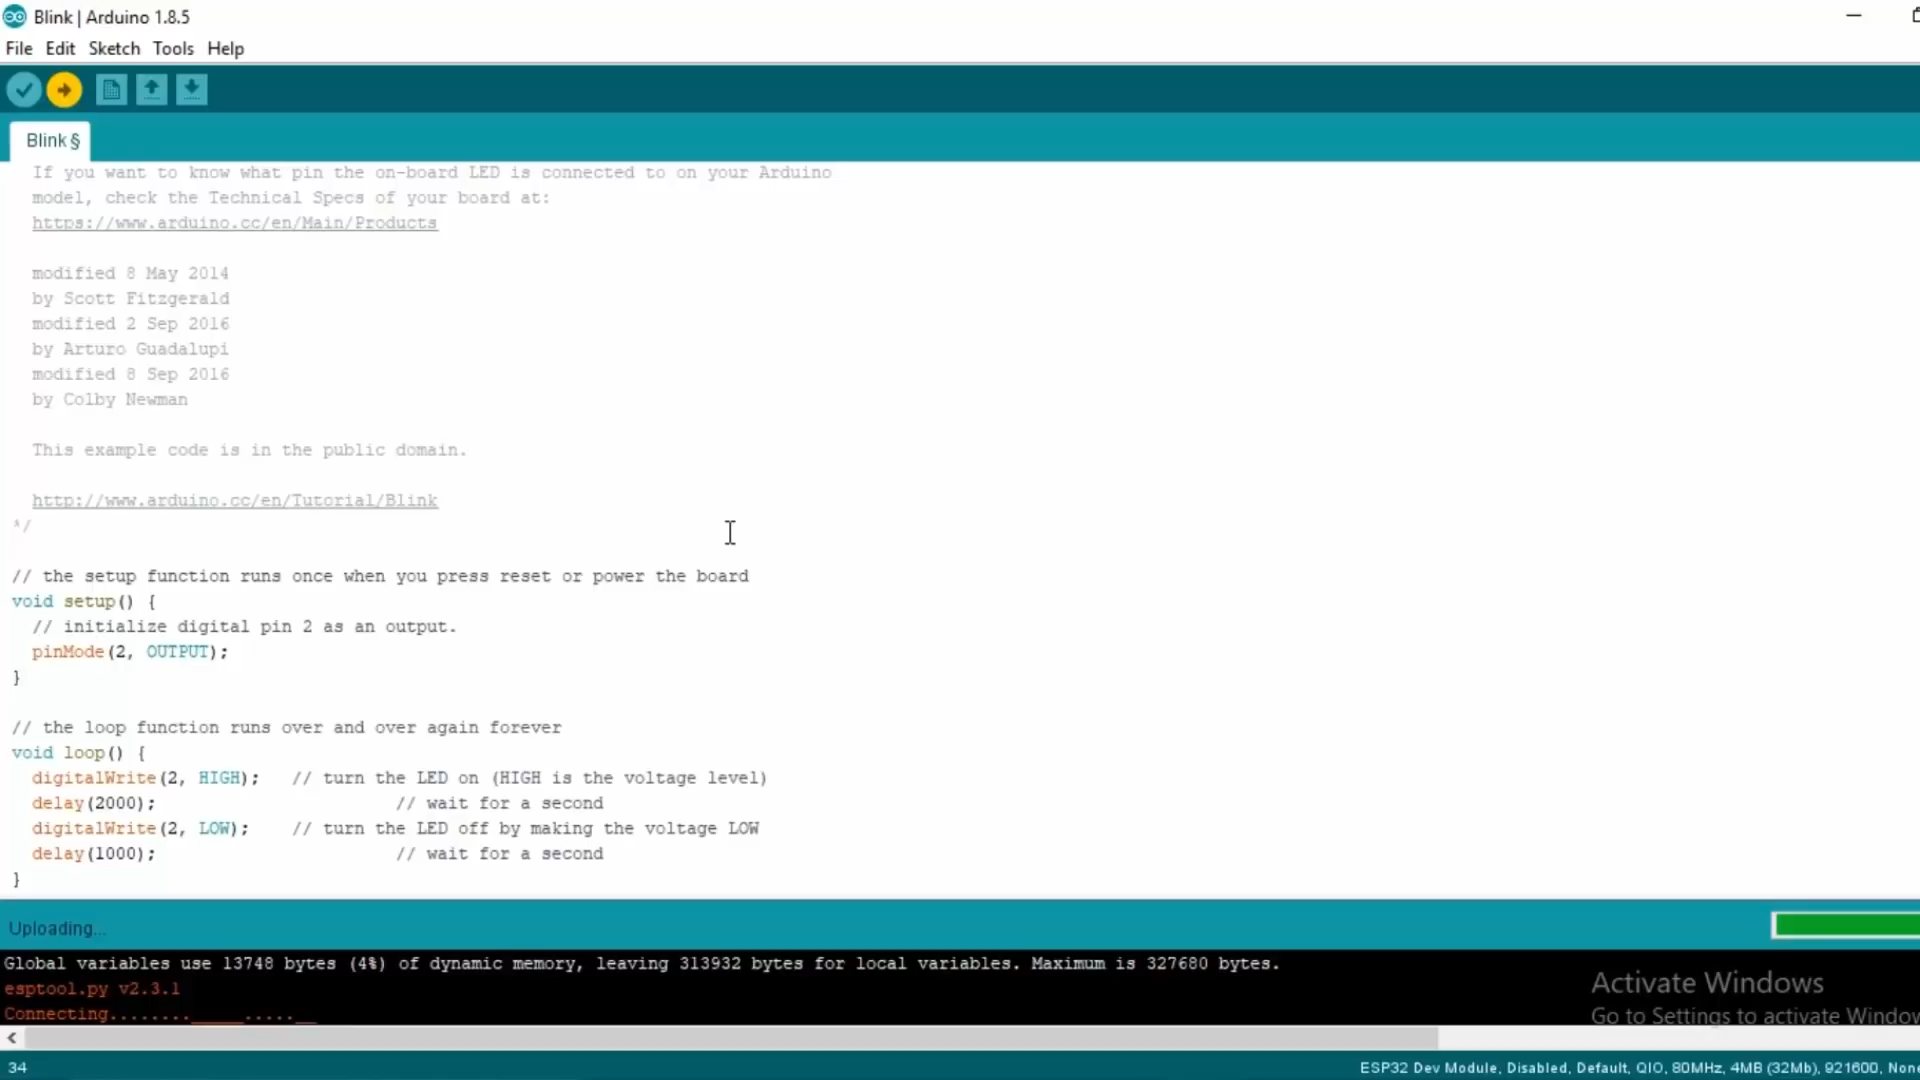 Blink | Arduino 1.8.5
File Edit Sketch Tools Help
Blink §
If you want to know what pin the on-board LED is connected to on your Arduino
model, check the Technical Specs of your board at:
https://www.arduino.cc/en/Main/Products
modified 8 May 2014
by Scott Fitzgerald
modified 2 Sep 2016
by Arturo Guadalupi
modified 8 Sep 2016
by Colby Newman
This example code is in the public domain.
http://www.arduino.cc/en/Tutorial/Blink
*/
// the setup function runs once when you press reset or power the board
void setup() {
// initialize digital pin 2 as an output.
pinMode(2, OUTPUT);
}
// the loop function runs over and over again forever
void loop() {
digitalWrite(2, HIGH); // turn the LED on (HIGH is the voltage level)
delay(2000); // wait for a second
digitalWrite(2, LOW); // turn the LED off by making the voltage LOW
delay(1000); // wait for a second
}
Uploading...
Global variables use 13748 bytes (4%) of dynamic memory, leaving 313932 bytes for local variables. Maximum is 327680 bytes.
esptool.py v2.3.1
Connecting........_____.....__
Activate Windows
Go to Settings to activate Window
34
ESP32 Dev Module, Disabled, Default, QIO, 80MHz, 4MB (32Mb), 921600, None